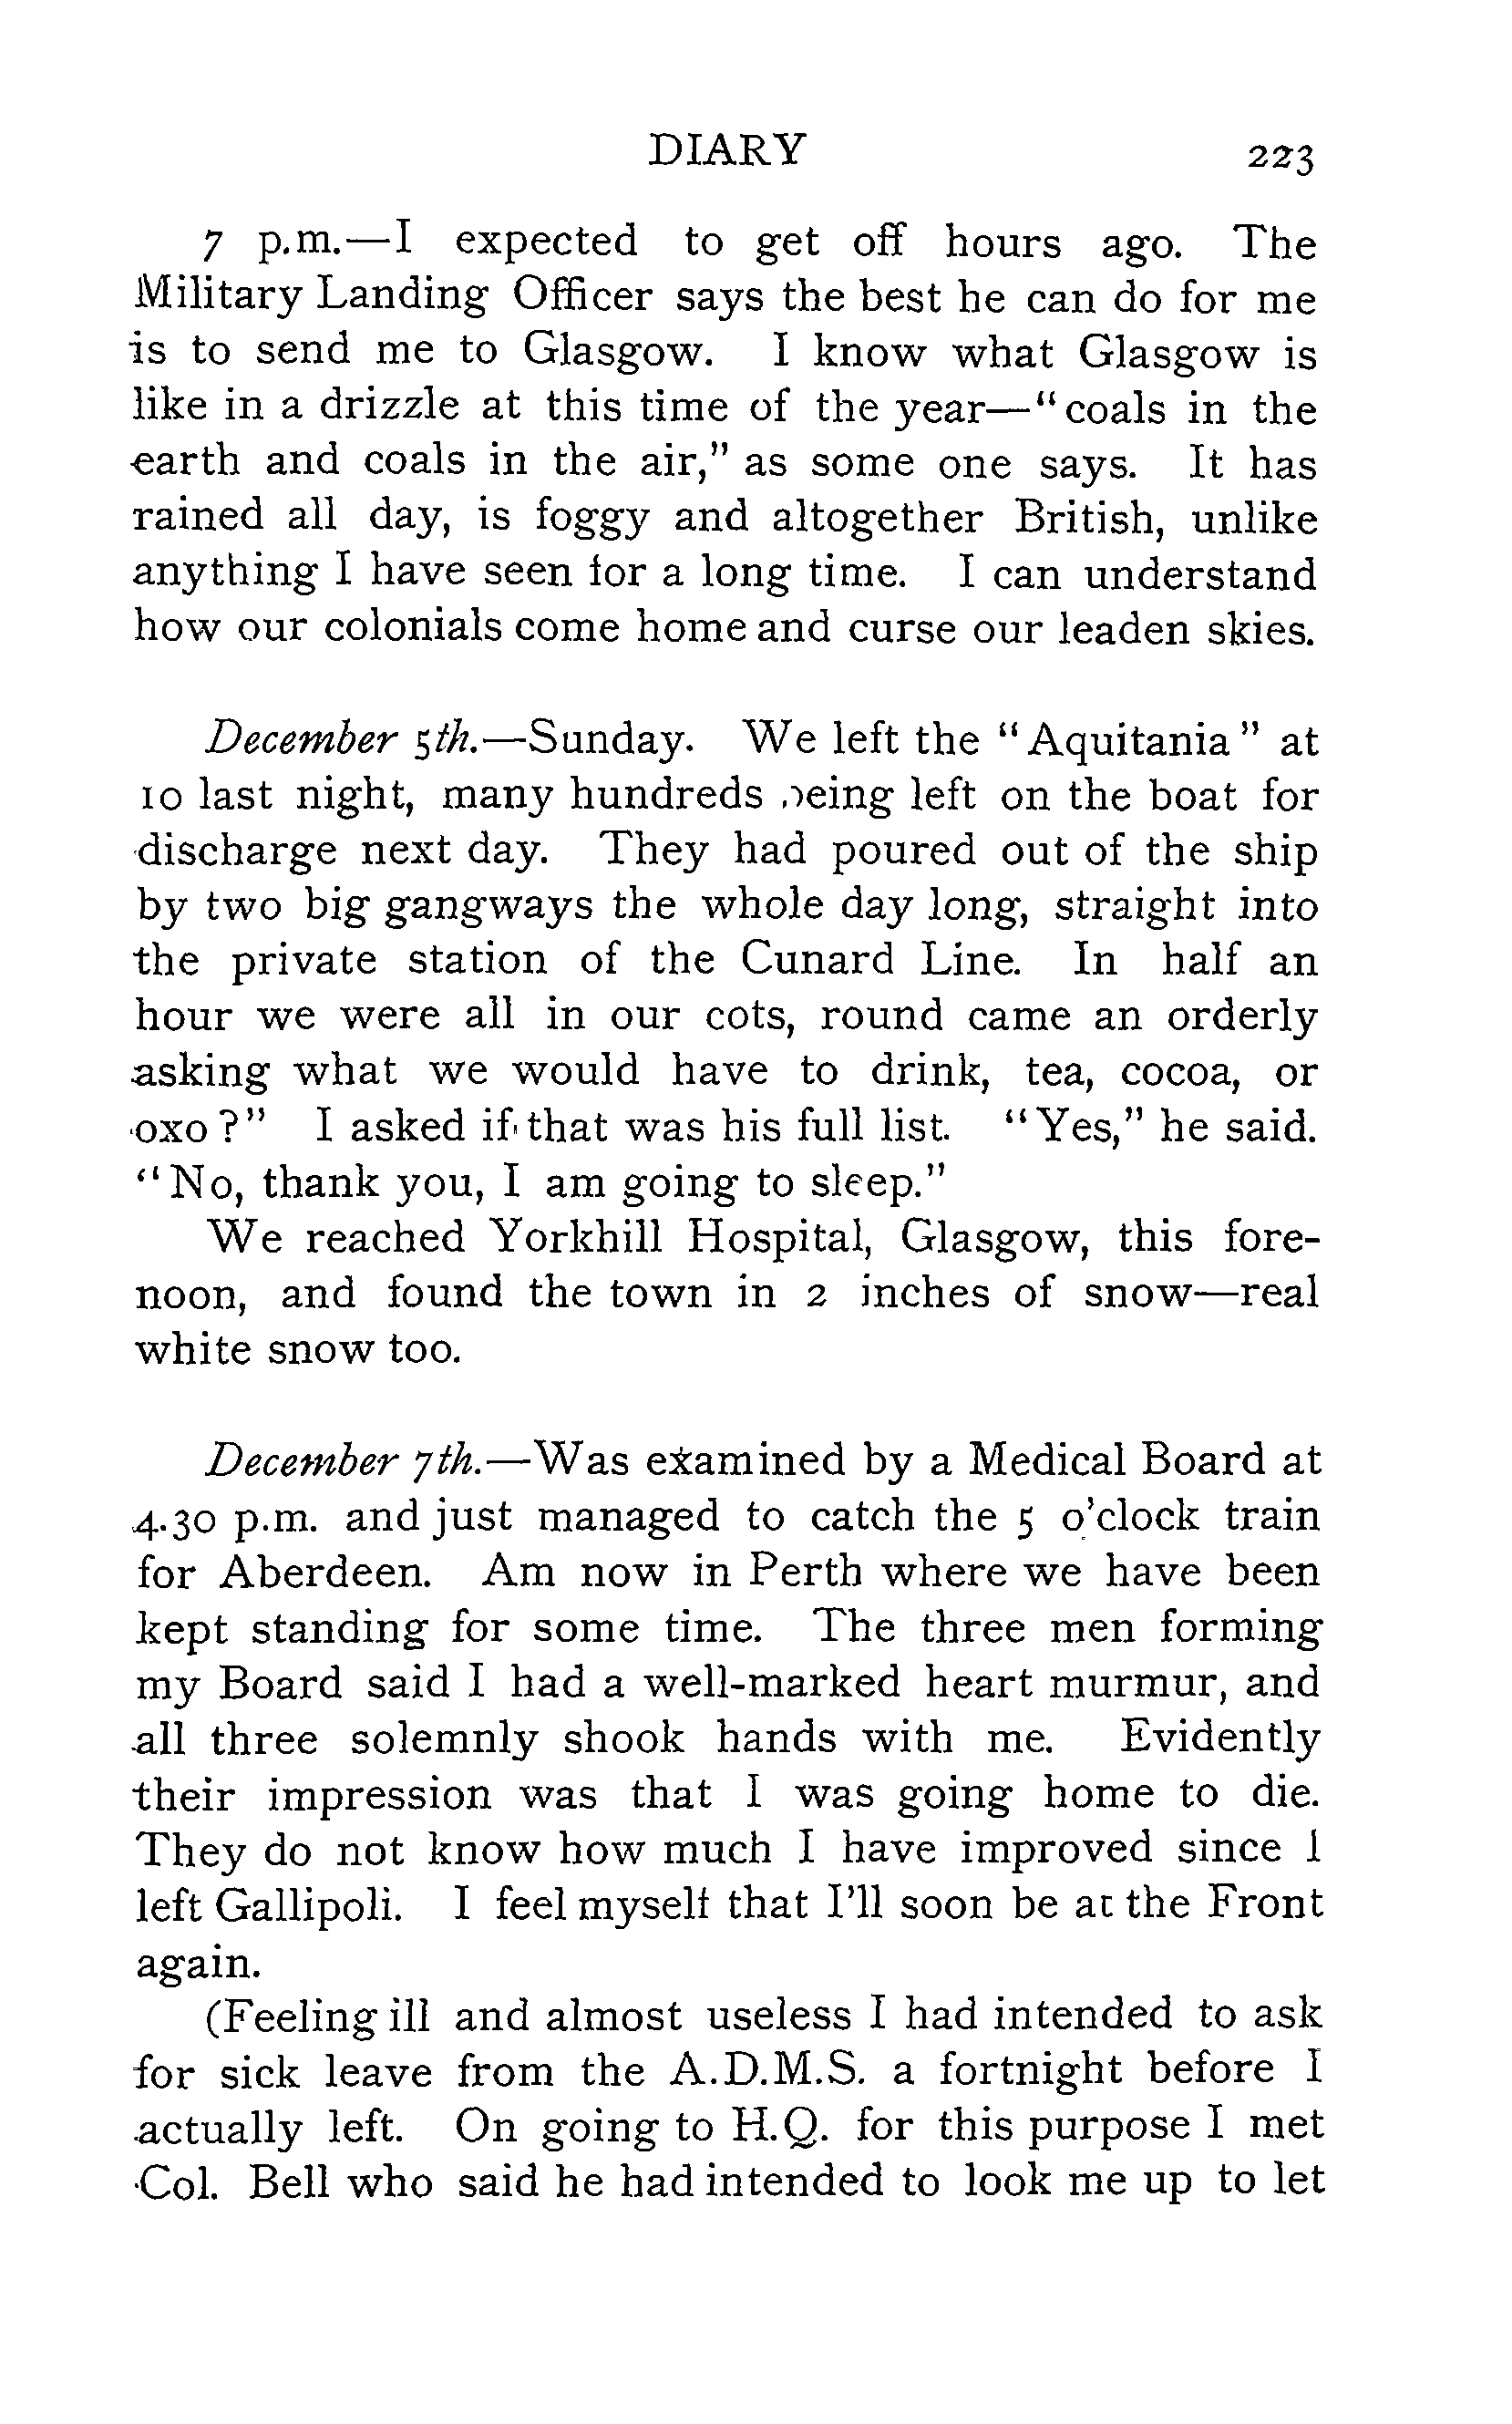 DIARY 223
7 p.m.—I expected to get off hours ago. The
Military Landing Officer says the best he can do for me
is to send me to Glasgow. I know what Glasgow is
like in a drizzle at this time of the year—“coals in the
earth and coals in the air,” as some one says. It has
rained all day, is foggy and altogether British, unlike
anything I have seen for a long time. I can understand
how our colonials come home and curse our leaden skies.
December 5th.—Sunday. We left the “Aquitania” at
10 last night, many hundreds being left on the boat for
discharge next day. They had poured out of the ship
by two big gangways the whole day long, straight into
the private station of the Cunard Line. In half an
hour we were all in our cots, round came an orderly
asking what we would have to drink, tea, cocoa, or
oxo?” I asked if that was his full list. “Yes,” he said.
“No, thank you, I am going to sleep.”
We reached Yorkhill Hospital, Glasgow, this fore-
noon, and found the town in 2 inches of snow—real
white snow too.
December 7th.—Was examined by a Medical Board at
4.30 p.m. and just managed to catch the 5 o’clock train
for Aberdeen. Am now in Perth where we have been
kept standing for some time. The three men forming
my Board said I had a well-marked heart murmur, and
all three solemnly shook hands with me. Evidently
their impression was that I was going home to die.
They do not know how much I have improved since I
left Gallipoli. I feel myself that I’ll soon be at the Front
again.
(Feeling ill and almost useless I had intended to ask
for sick leave from the A.D.M.S. a fortnight before I
actually left. On going to H.Q. for this purpose I met
Col. Bell who said he had intended to look me up to let